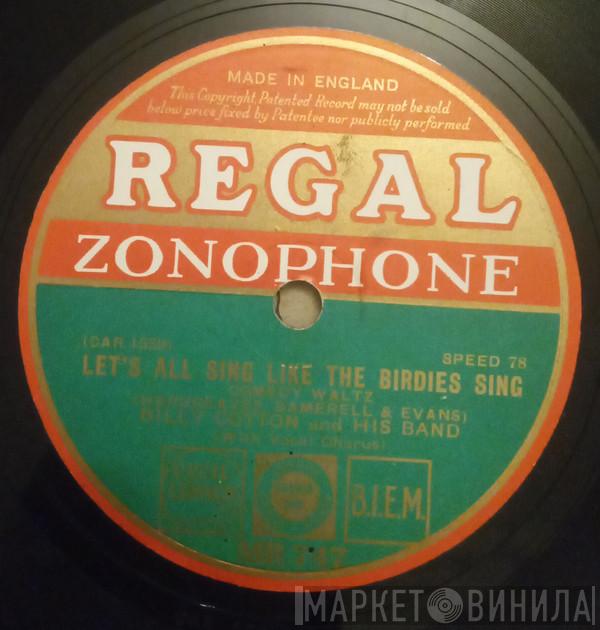 MADE IN ENGLAND
This Copyright Patented Record may not be sold
below price fixed by Patentee nor publicly performed
REGAL
ZONOPHONE
SPEED 78
LET'S ALL SING LIKE THE BIRDIES SING
COMEDY WALTZ
DAMERELL & EVANS)
BILLY COTTON and HIS BAND
(With Vocal Chorus)
B.I.E.M.
МАРКЕТ ВИНИЛА